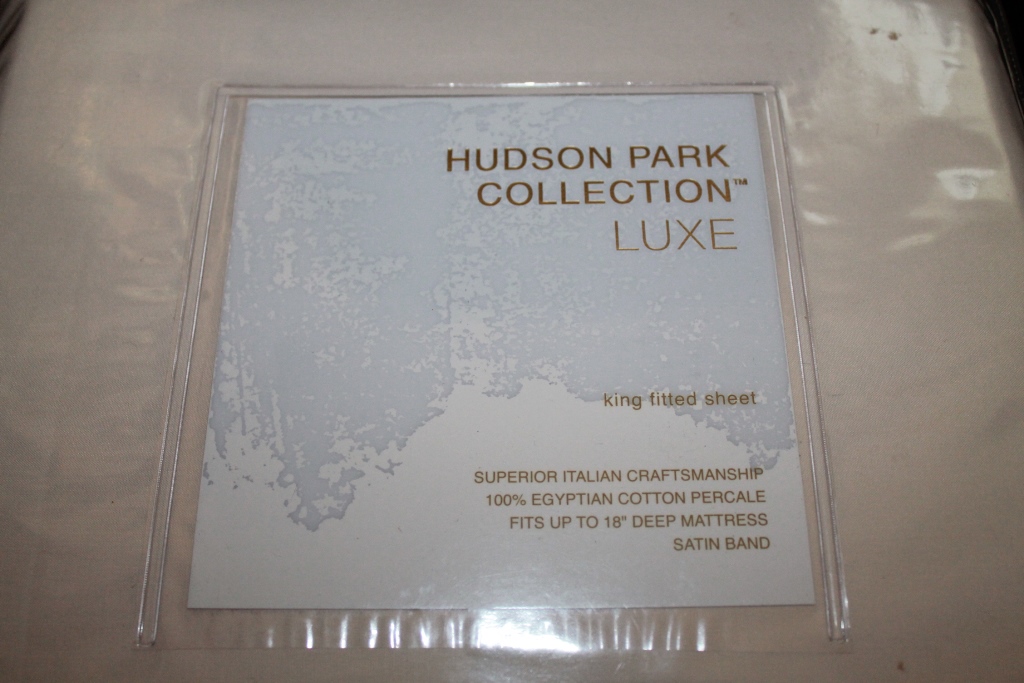 HUDSON PARK
COLLECTION™
LUXE
king fitted sheet
SUPERIOR ITALIAN CRAFTSMANSHIP
100% EGYPTIAN COTTON PERCALE
FITS UP TO 18" DEEP MATTRESS
SATIN BAND